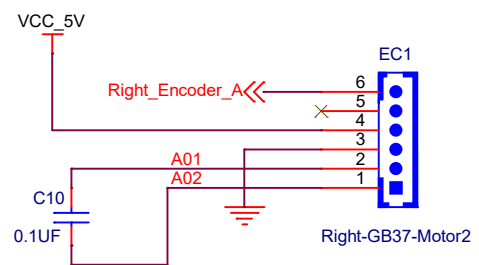 VCC_5V
EC1
Right_Encoder_A
6
5
4
3
A01
2
A02
1
C10
0.1UF
Right-GB37-Motor2